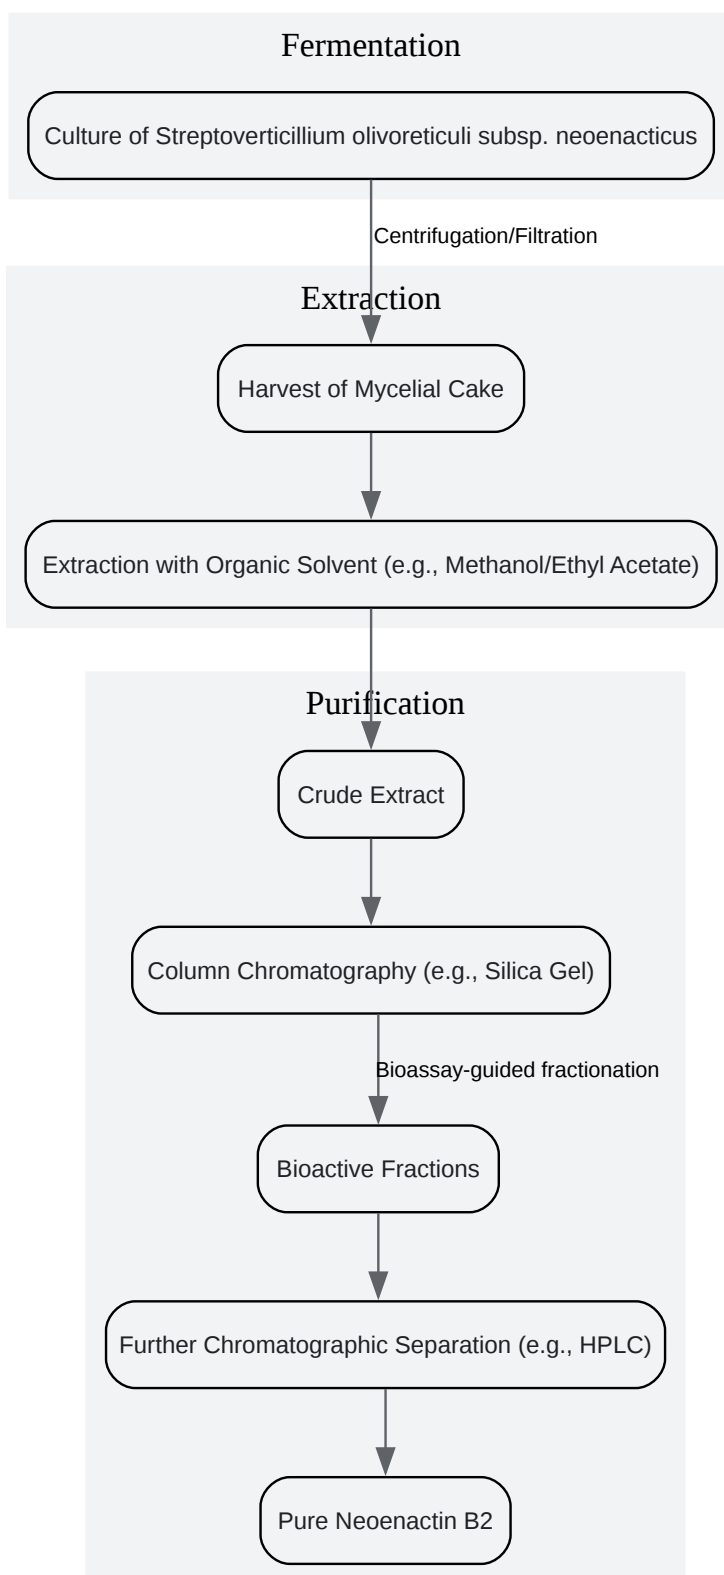 Fermentation
Culture of Streptoverticillium olivoreticuli subsp. neoenacticus
Centrifugation/Filtration
Extraction
Harvest of Mycelial Cake
Extraction with Organic Solvent (e.g., Methanol/Ethyl Acetate)
Purification
Crude Extract
Column Chromatography (e.g., Silica Gel)
Bioassay-guided fractionation
Bioactive Fractions
Further Chromatographic Separation (e.g., HPLC)
Pure Neoenactin B2